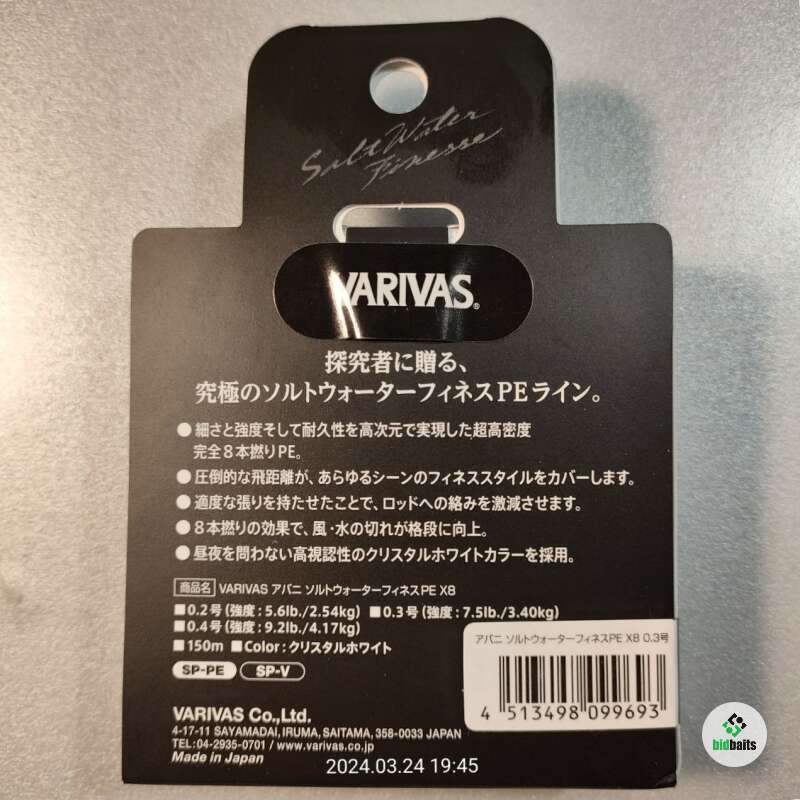 Salt Water
Finesse
VARIVAS®
探究者に贈る、
究極のソルトウォーターフィネスPEライン。
●細さと強度そして耐久性を高次元で実現した超高密度
完全8本撚りPE。
●圧倒的な飛距離が、あらゆるシーンのフィネススタイルをカバーします。
●適度な張りを持たせたことで、ロッドへの絡みを激減させます。
●8本撚りの効果で、風・水の切れが格段に向上。
●昼夜を問わない高視認性のクリスタルホワイトカラーを採用。
商品名 VARIVAS アバニ ソルトウォーターフィネスPE X8
■0.2号(強度:5.6lb./2.54kg) ■0.3号(強度:7.5lb./3.40kg)
■0.4号(強度:9.2lb./4.17kg)
■150m ■Color:クリスタルホワイト
SP-PE SP-V
アバニ ソルトウォーターフィネスPE X8 0.3号
4 513498 099693
VARIVAS Co.,Ltd.
4-17-11 SAYAMADAI, IRUMA, SAITAMA, 358-0033 JAPAN
TEL:04-2935-0701 / www.varivas.co.jp
Made in Japan
2024.03.24 19:45
bidbaits